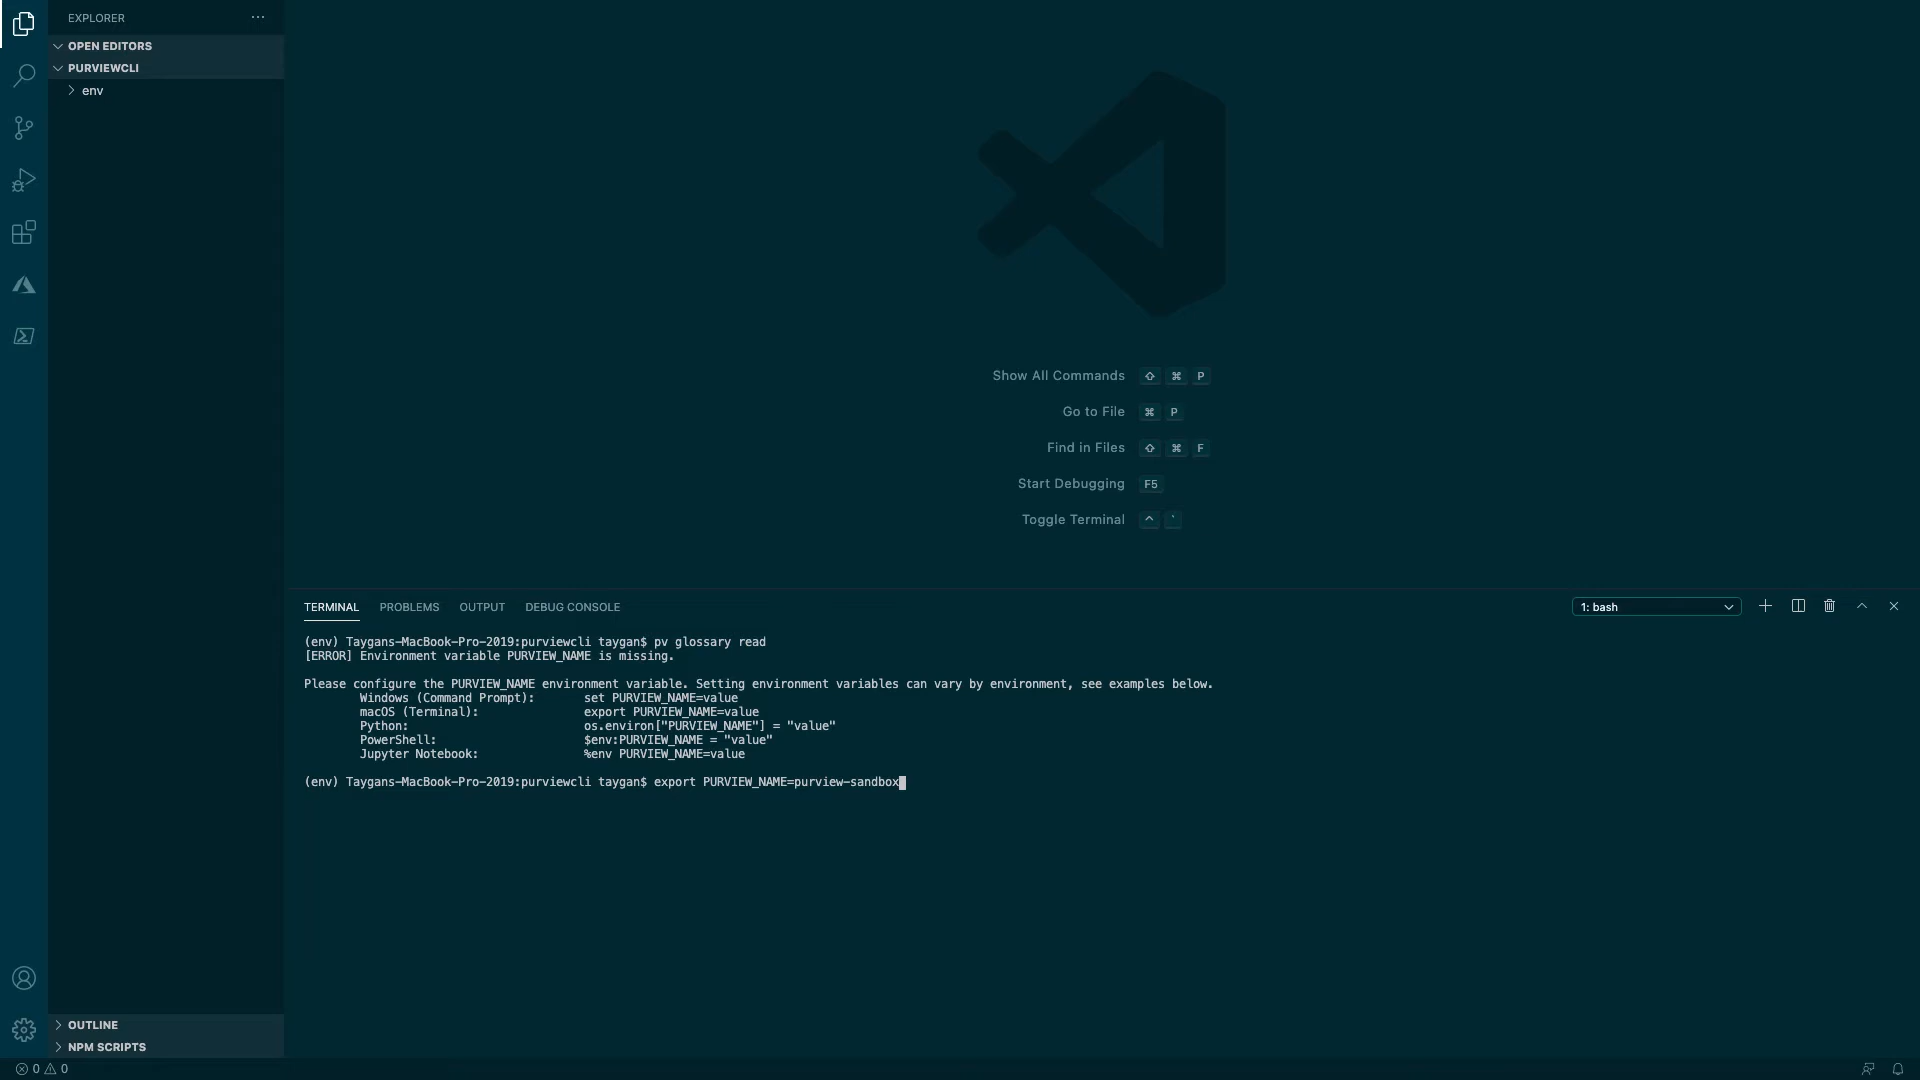 EXPLORER
OPEN EDITORS
PURVIEWCLI
env
Show All Commands ⇧ ⌘ P
Go to File ⌘ P
Find in Files ⇧ ⌘ F
Start Debugging F5
Toggle Terminal ^ `
TERMINAL PROBLEMS OUTPUT DEBUG CONSOLE 1: bash
(env) Taygans-MacBook-Pro-2019:purviewcli taygan$ pv glossary read
[ERROR] Environment variable PURVIEW_NAME is missing.
Please configure the PURVIEW_NAME environment variable. Setting environment variables can vary by environment, see examples below.
Windows (Command Prompt): set PURVIEW_NAME=value
macOS (Terminal): export PURVIEW_NAME=value
Python: os.environ["PURVIEW_NAME"] = "value"
PowerShell: $env:PURVIEW_NAME = "value"
Jupyter Notebook: %env PURVIEW_NAME=value
(env) Taygans-MacBook-Pro-2019:purviewcli taygan$ export PURVIEW_NAME=purview-sandbox
OUTLINE
NPM SCRIPTS
0 0